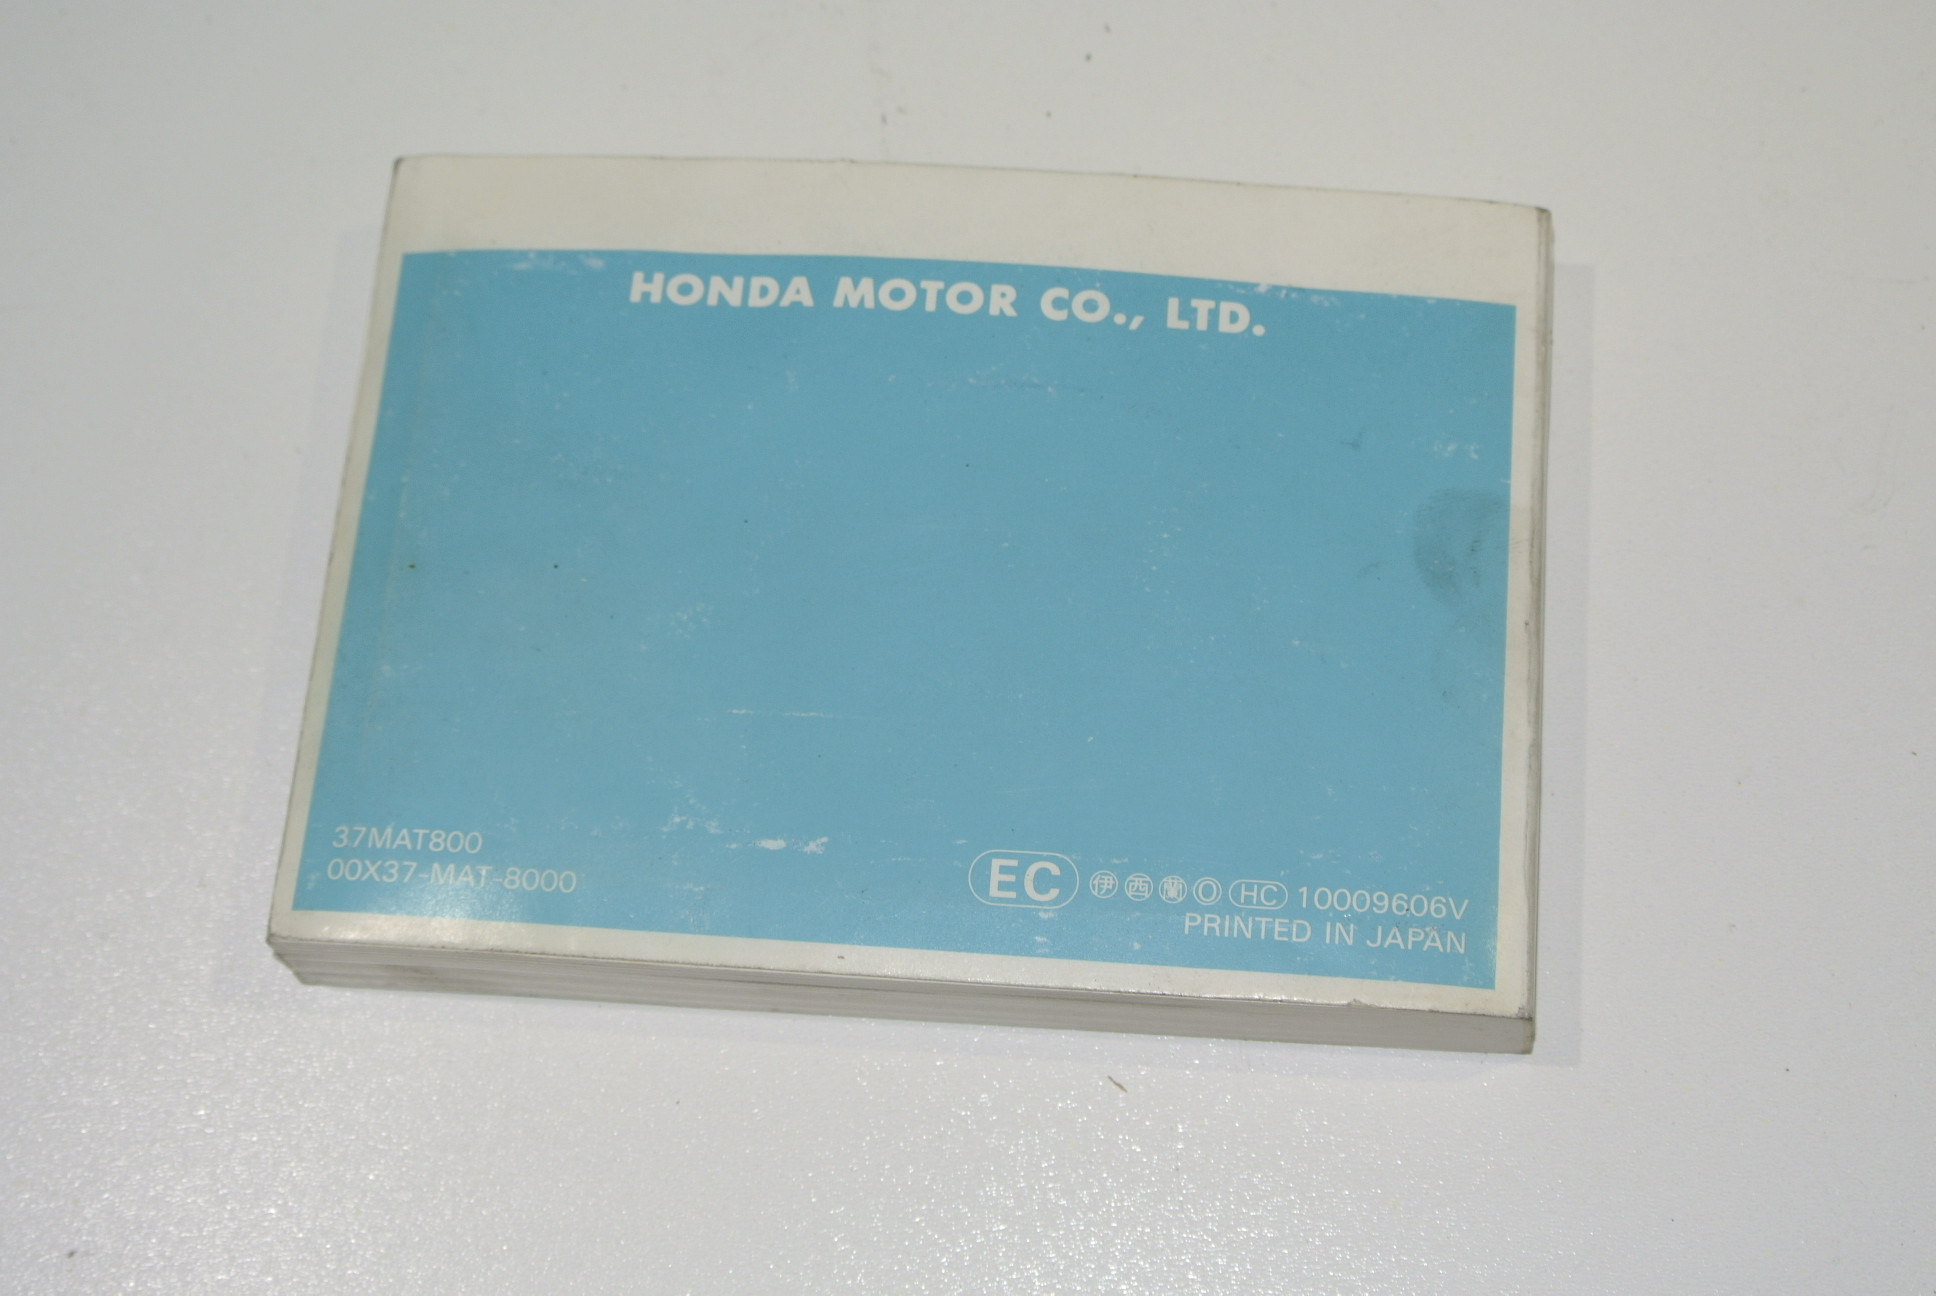 HONDA MOTOR CO., LTD.
37MAT800
00X37-MAT-8000
EC 伊 西 蘭 O HC 10009606V
PRINTED IN JAPAN